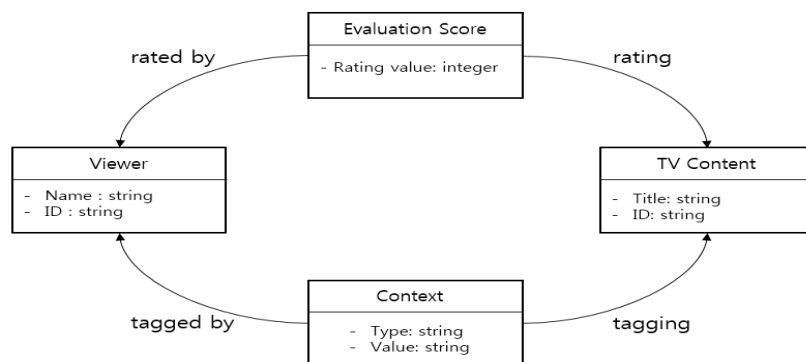 Evaluation Score
- Rating value: integer
rated by
rating
Viewer
- Name : string
- ID : string
TV Content
- Title: string
- ID: string
Context
- Type: string
- Value: string
tagged by
tagging